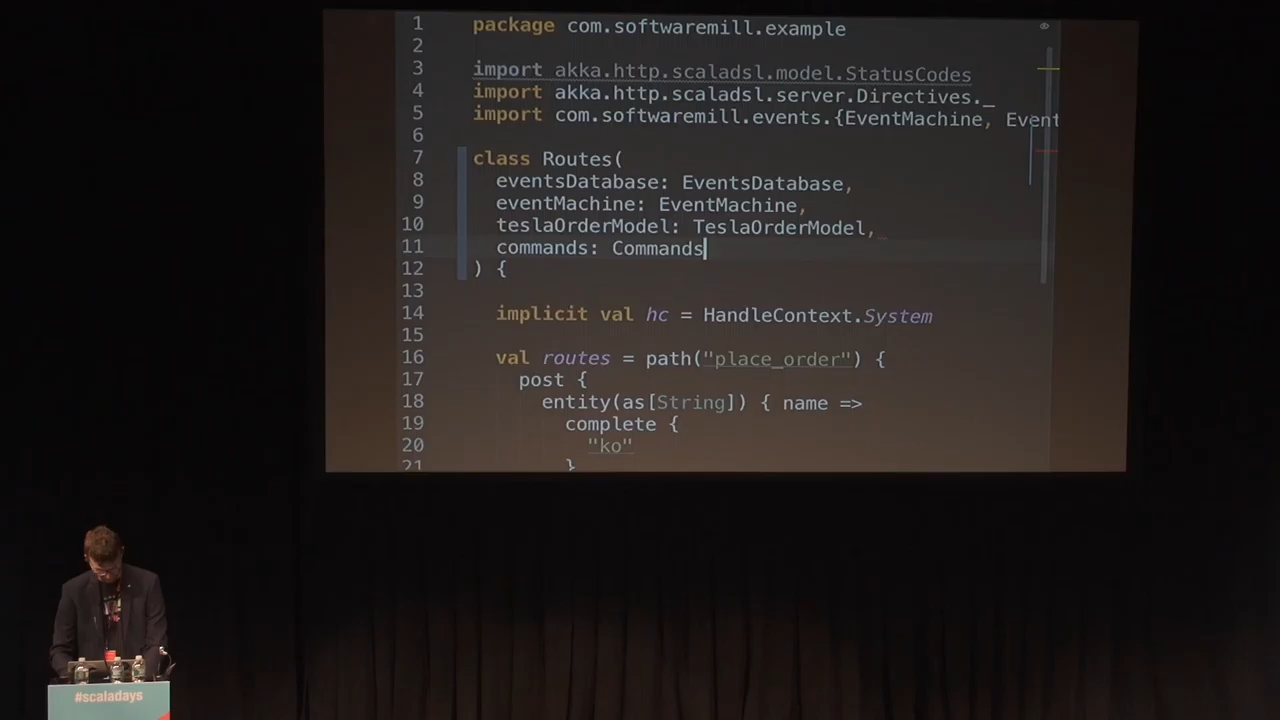 1 package com.softwaremill.example
2
3 import akka.http.scaladsl.model.StatusCodes
4 import akka.http.scaladsl.server.Directives._
5 import com.softwaremill.events.{EventMachine, Event
6
7 class Routes(
8 eventsDatabase: EventsDatabase,
9 eventMachine: EventMachine,
10 teslaOrderModel: TeslaOrderModel,
11 commands: Commands
12 ) {
13
14 implicit val hc = HandleContext.System
15
16 val routes = path("place_order") {
17 post {
18 entity(as[String]) { name =>
19 complete {
20 "ko"
21 }
#scaladays